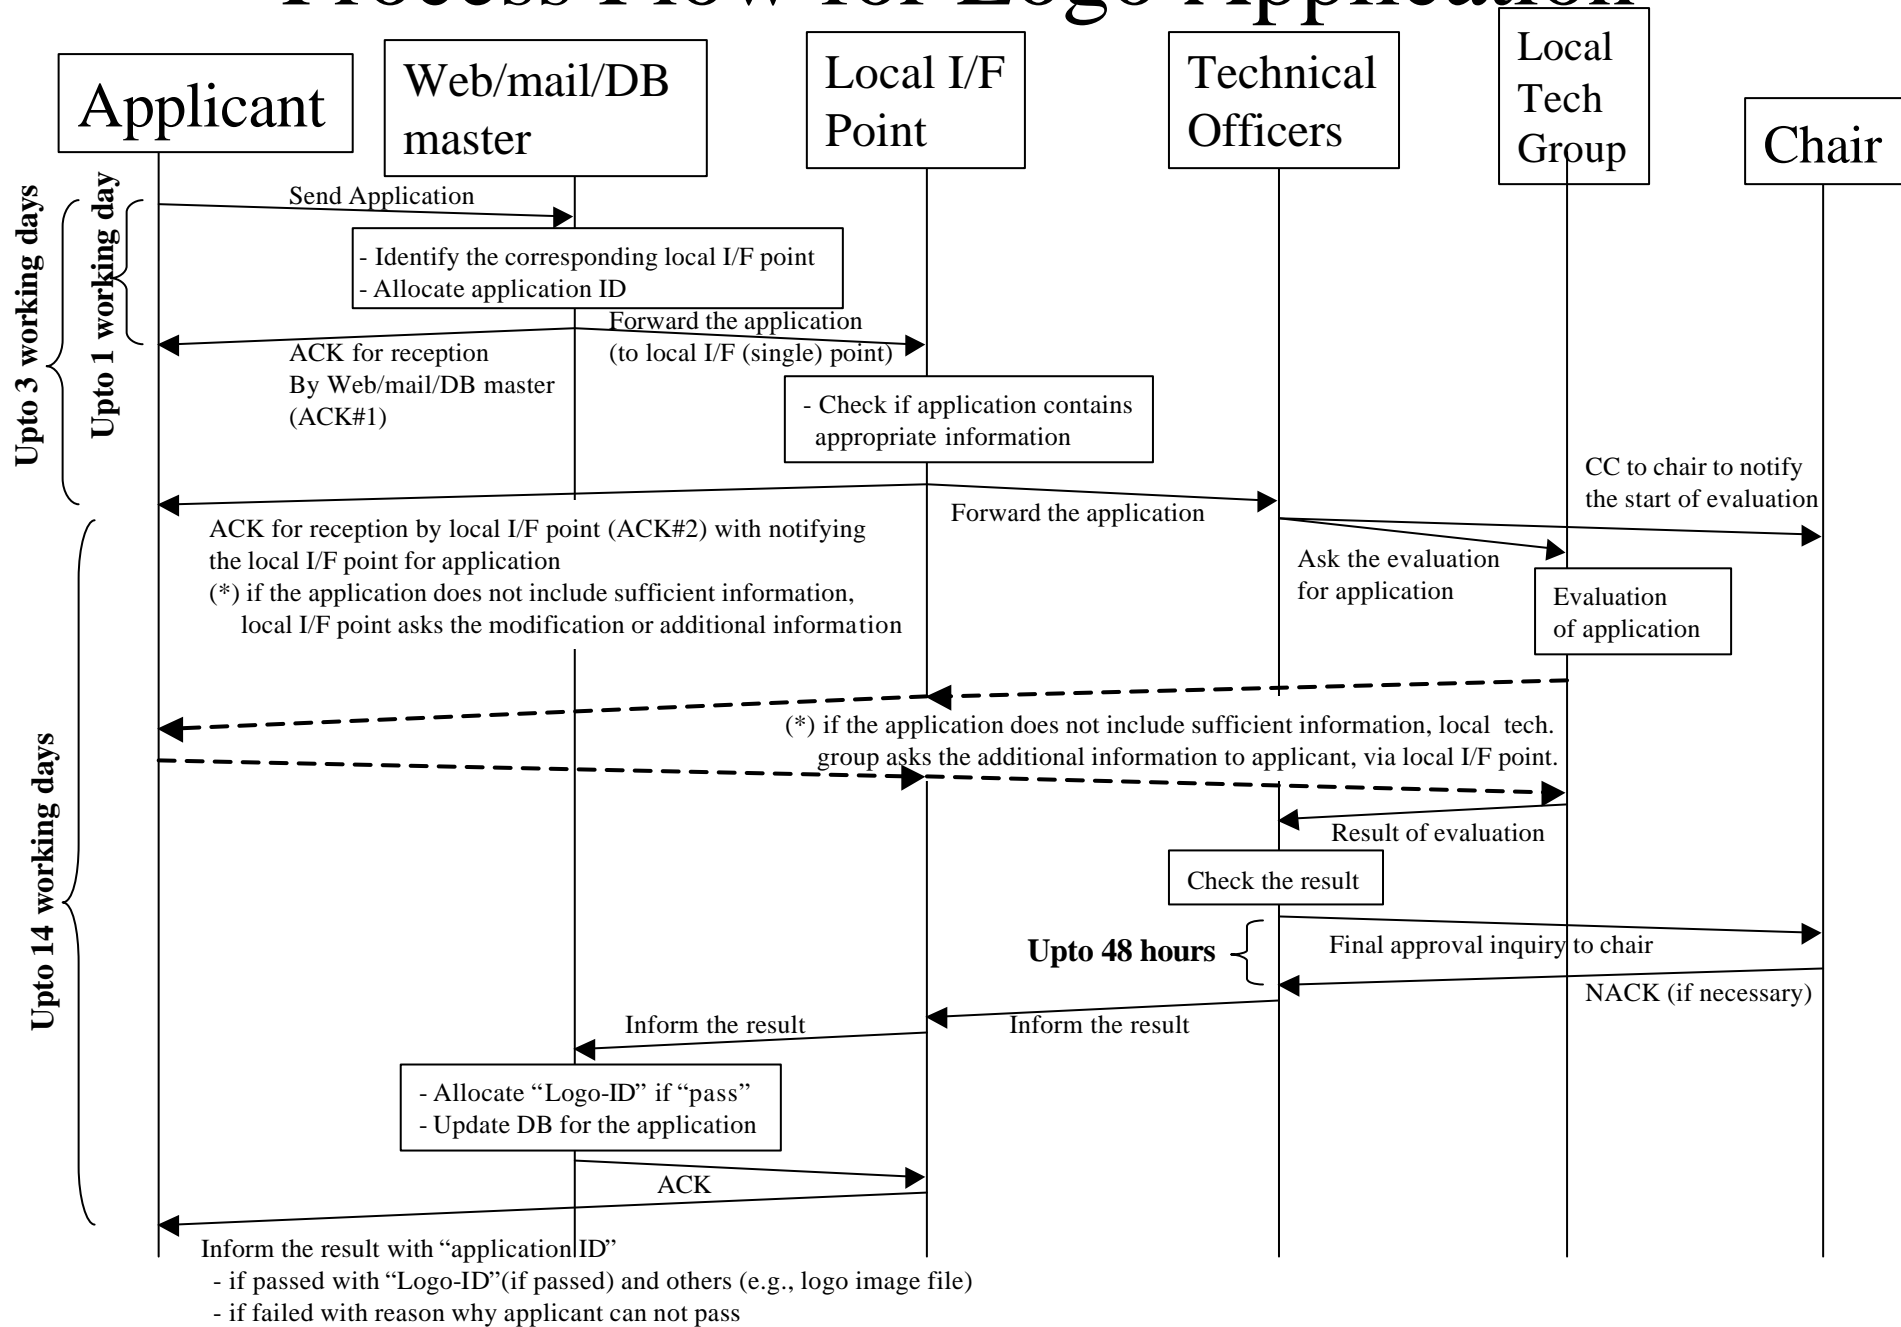 Process Flow for Logo Application
Applicant
Web/mail/DB
master
Local I/F
Point
Technical
Officers
Local
Tech
Group
Chair
Upto 3 working days
Upto 1 working day
Send Application
- Identify the corresponding local I/F point
- Allocate application ID
Forward the application
(to local I/F (single) point)
ACK for reception
By Web/mail/DB master
(ACK#1)
- Check if application contains
appropriate information
CC to chair to notify
the start of evaluation
Forward the application
ACK for reception by local I/F point (ACK#2) with notifying
the local I/F point for application
(*) if the application does not include sufficient information,
local I/F point asks the modification or additional information
Ask the evaluation
for application
Evaluation
of application
(*) if the application does not include sufficient information, local tech.
group asks the additional information to applicant, via local I/F point.
Upto 14 working days
Result of evaluation
Check the result
Upto 48 hours
Final approval inquiry to chair
NACK (if necessary)
Inform the result
Inform the result
- Allocate “Logo-ID” if “pass”
- Update DB for the application
ACK
Inform the result with “application ID”
- if passed with “Logo-ID”(if passed) and others (e.g., logo image file)
- if failed with reason why applicant can not pass